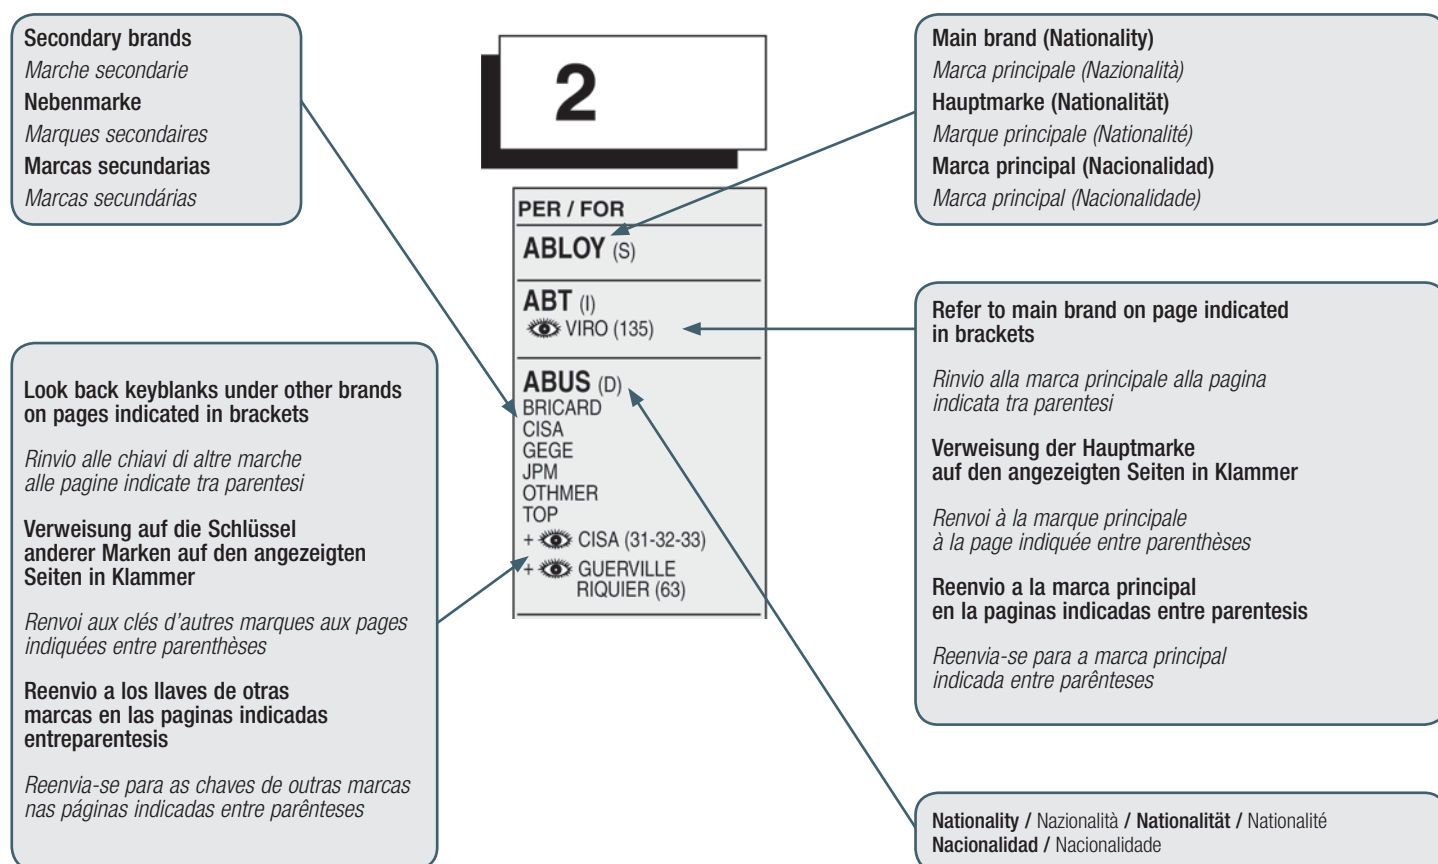 Secondary brands
Marche secondarie
Nebenmarke
Marques secondaires
Marcas secundarias
Marcas secundárias
2
PER / FOR
ABLOY (S)
ABT (I)
VIRO (135)
ABUS (D)
BRICARD
CISA
GEGE
JPM
OTHMER
TOP
+ CISA (31-32-33)
+ GUERVILLE
RIQUIER (63)
Main brand (Nationality)
Marca principale (Nazionalità)
Hauptmarke (Nationalität)
Marque principale (Nationalité)
Marca principal (Nacionalidad)
Marca principal (Nacionalidade)
Look back keyblanks under other brands
on pages indicated in brackets
Rinvio alle chiavi di altre marche
alle pagine indicate tra parentesi
Verweisung auf die Schlüssel
anderer Marken auf den angezeigten
Seiten in Klammer
Renvoi aux clés d'autres marques aux pages
indiquées entre parenthèses
Reenvio a los llaves de otras
marcas en las paginas indicadas
entreparentesis
Reenvia-se para as chaves de outras marcas
nas páginas indicadas entre parênteses
Refer to main brand on page indicated
in brackets
Rinvio alla marca principale alla pagina
indicata tra parentesi
Verweisung der Hauptmarke
auf den angezeigten Seiten in Klammer
Renvoi à la marque principale
à la page indiquée entre parenthèses
Reenvio a la marca principal
en la paginas indicadas entre parentesis
Reenvia-se para a marca principal
indicada entre parênteses
Nationality / Nazionalità / Nationalität / Nationalité
Nacionalidad / Nacionalidade